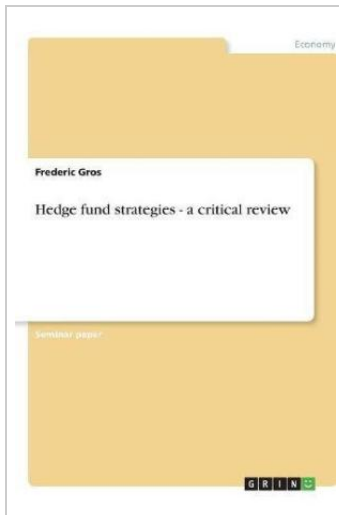 Economy
Frederic Gros
Hedge fund strategies - a critical review
Seminar paper
GRIN